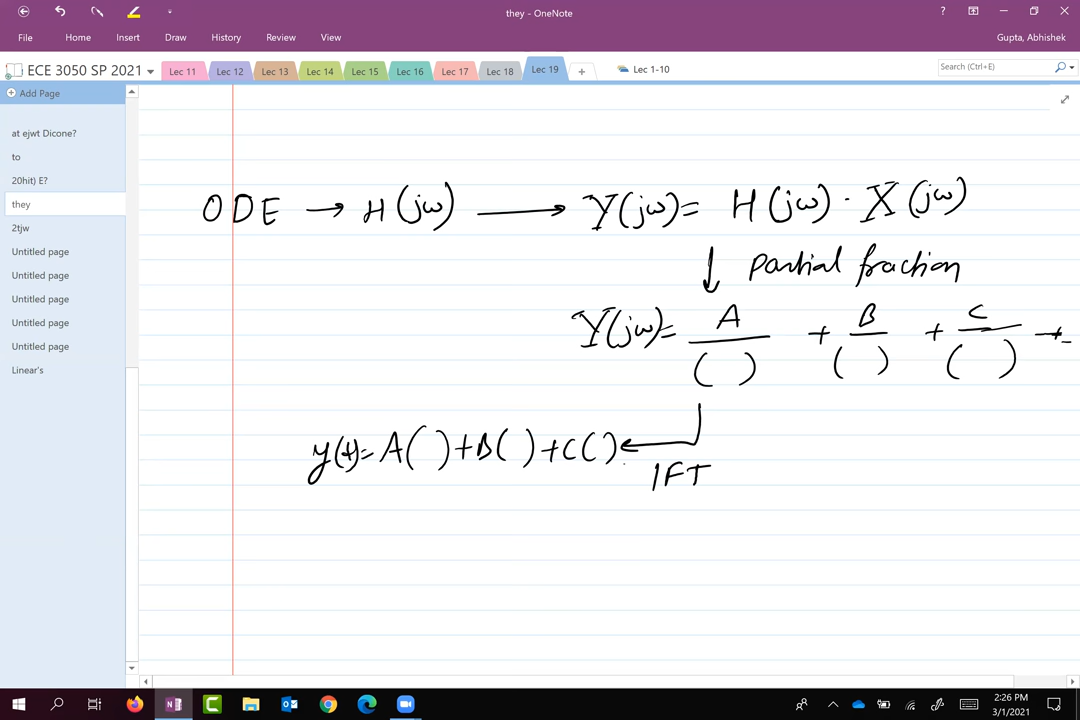 they - OneNote
?
File Home Insert Draw History Review View
Gupta, Abhishek
ECE 3050 SP 2021
Lec 11 Lec 12 Lec 13 Lec 14 Lec 15 Lec 16 Lec 17 Lec 18 Lec 19 + Lec 1-10
Search (Ctrl+E)
Add Page
at ejwt Dicone?
to
20hit) E?
they
2tjw
Untitled page
Untitled page
Untitled page
Untitled page
Untitled page
Linear's
ODE → H(jω) → Y(jω) = H(jω) · X(jω)
↓ Partial fraction
Y(jω) = A/( ) + B/( ) + C/( ) + -
y(t) = A( ) + B( ) + C( ) ←
IFT
2:26 PM
3/1/2021